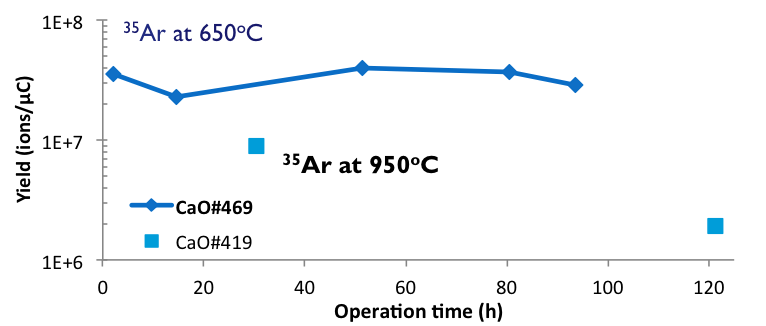 1E+8
³⁵Ar at 650ºC
Yield (ions/µC)
1E+7
³⁵Ar at 950ºC
CaO#469
CaO#419
1E+6
0 20 40 60 80 100 120
Operation time (h)